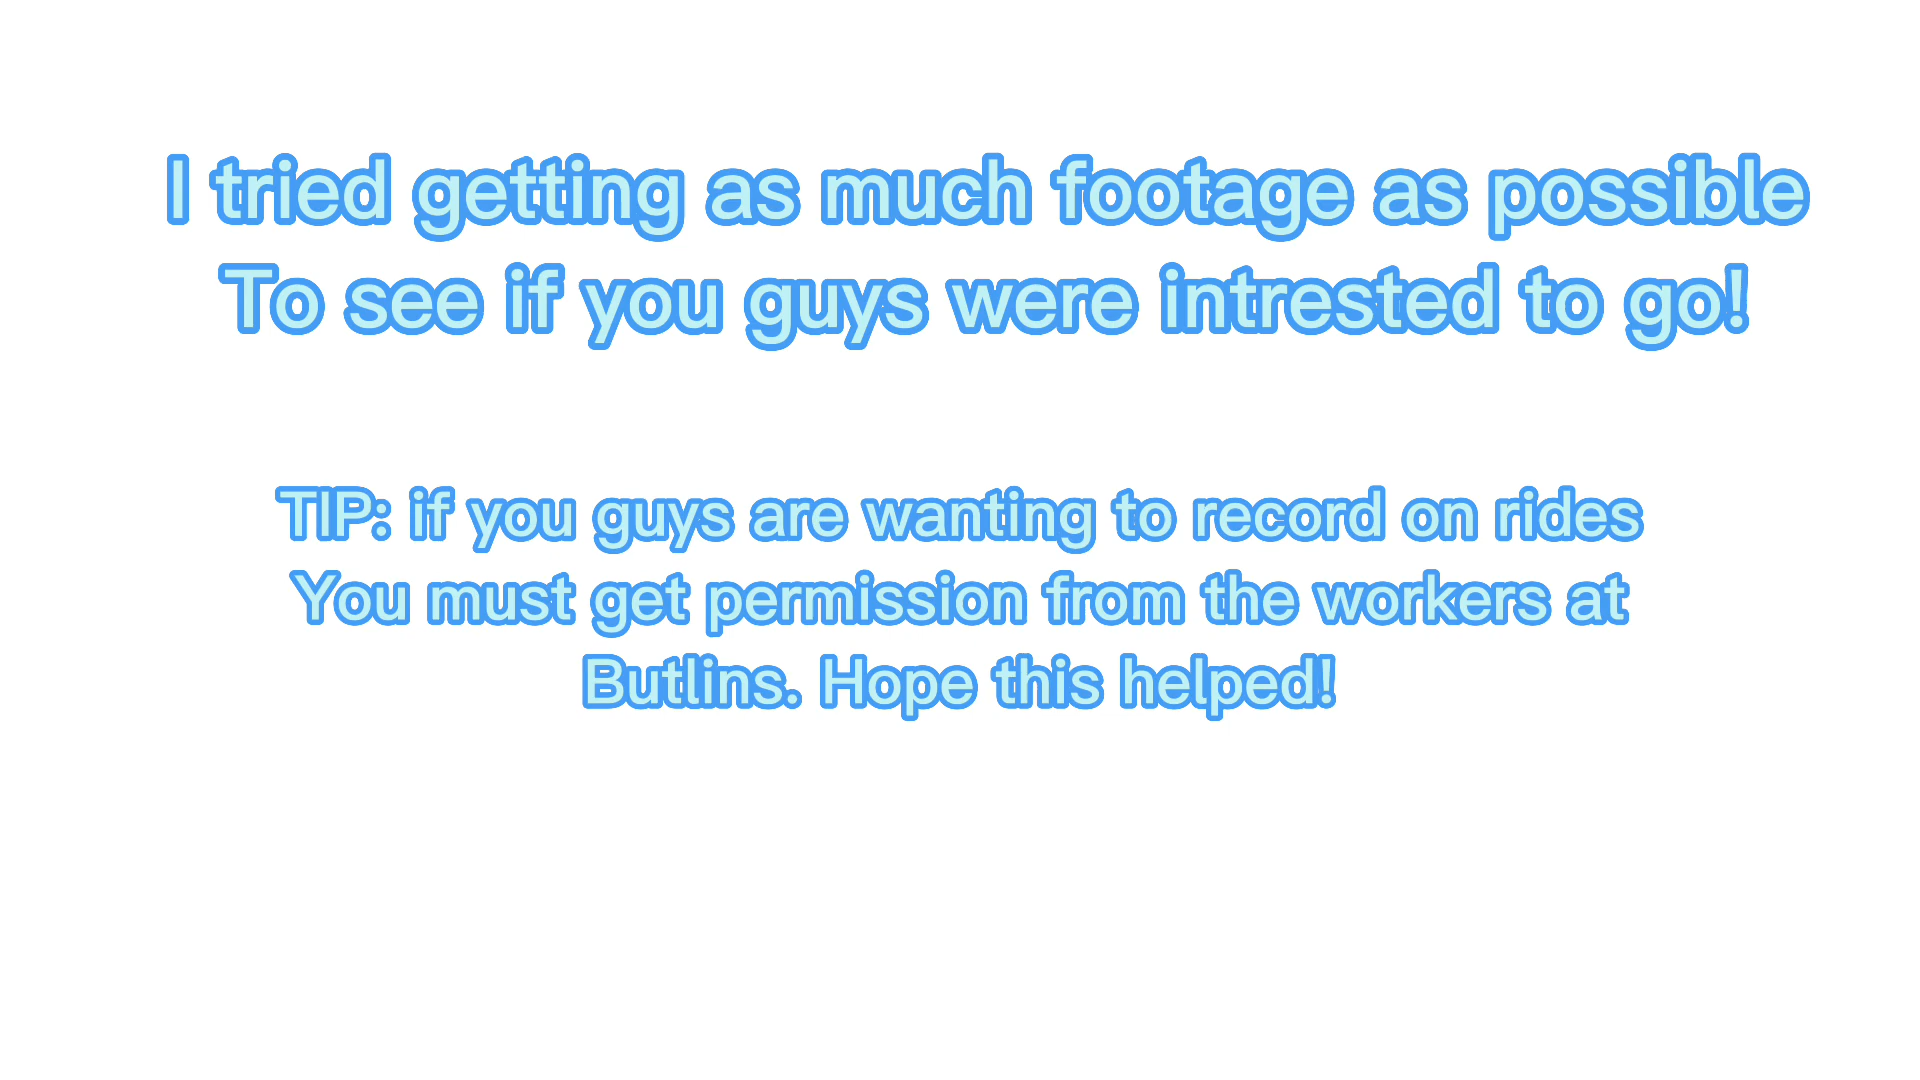 I tried getting as much footage as possible
To see if you guys were intrested to go!
TIP: if you guys are wanting to record on rides
You must get permission from the workers at
Butlins. Hope this helped!